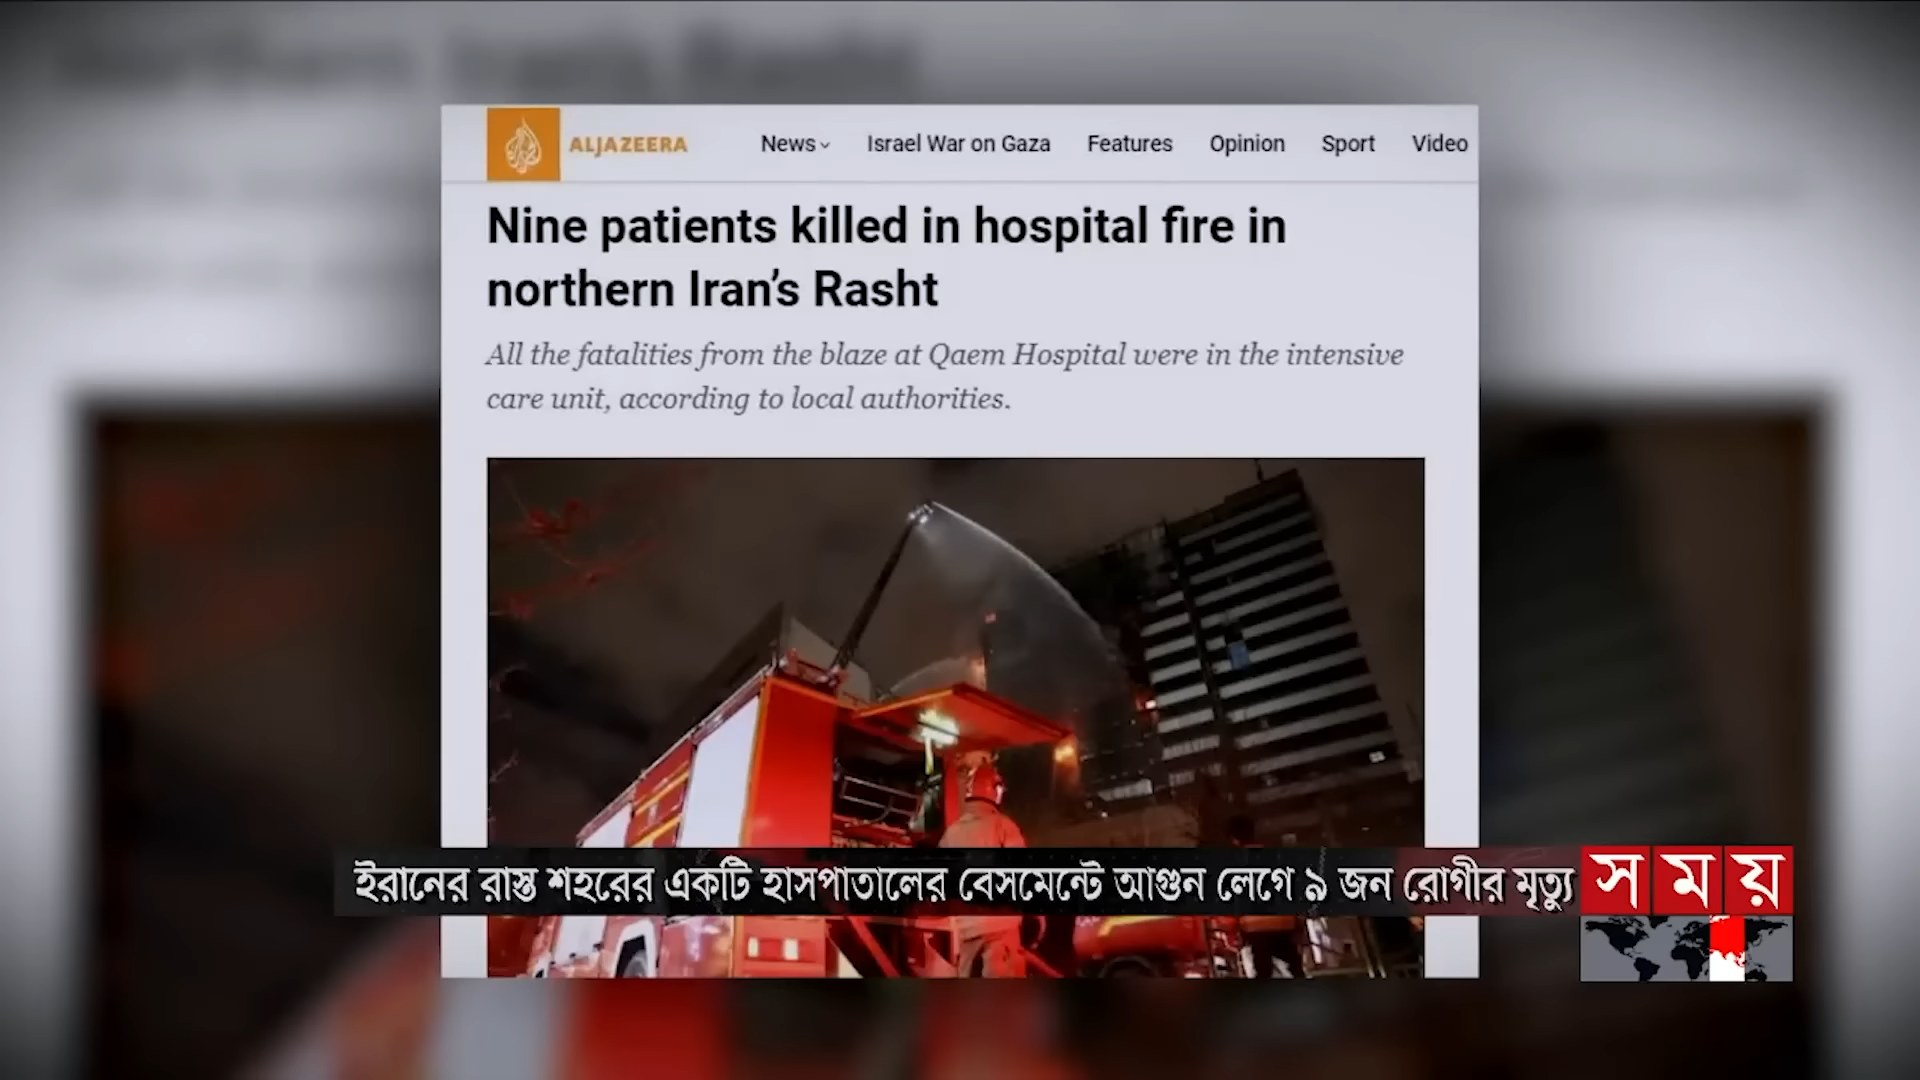 ALJAZEERA
News Israel War on Gaza Features Opinion Sport Video
Nine patients killed in hospital fire in
northern Iran’s Rasht
All the fatalities from the blaze at Qaem Hospital were in the intensive
care unit, according to local authorities.
ইরানের রাস্ত শহরের একটি হাসপাতালের বেসমেন্টে আগুন লেগে ৯ জন রোগীর মৃত্যু
সময়